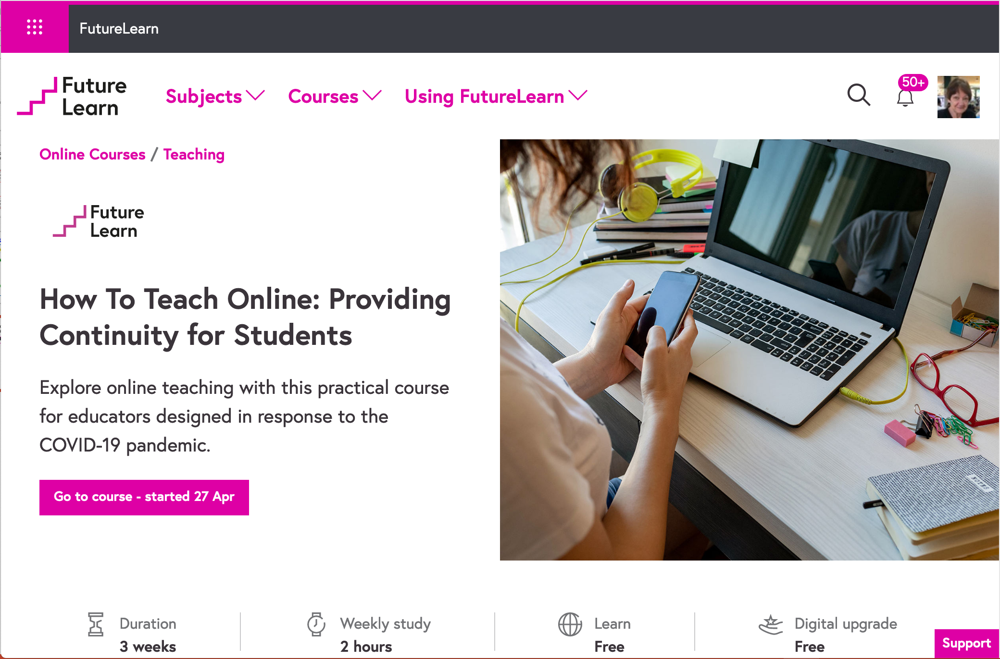 FutureLearn
Future
Learn
Subjects
Courses
Using FutureLearn
50+
Online Courses / Teaching
Future
Learn
How To Teach Online: Providing
Continuity for Students
Explore online teaching with this practical course
for educators designed in response to the
COVID-19 pandemic.
Go to course - started 27 Apr
Duration
3 weeks
Weekly study
2 hours
Learn
Free
Digital upgrade
Free
Support